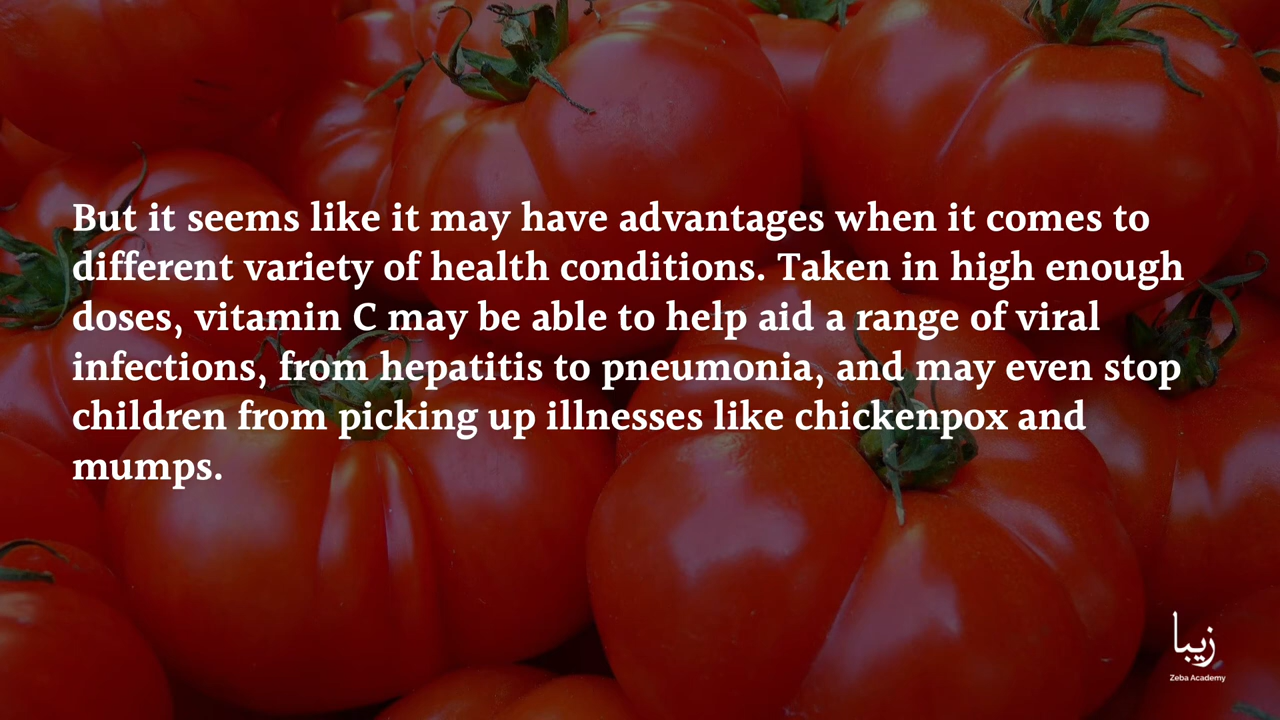 But it seems like it may have advantages when it comes to
different variety of health conditions. Taken in high enough
doses, vitamin C may be able to help aid a range of viral
infections, from hepatitis to pneumonia, and may even stop
children from picking up illnesses like chickenpox and
mumps.
زیبا
Zeba Academy